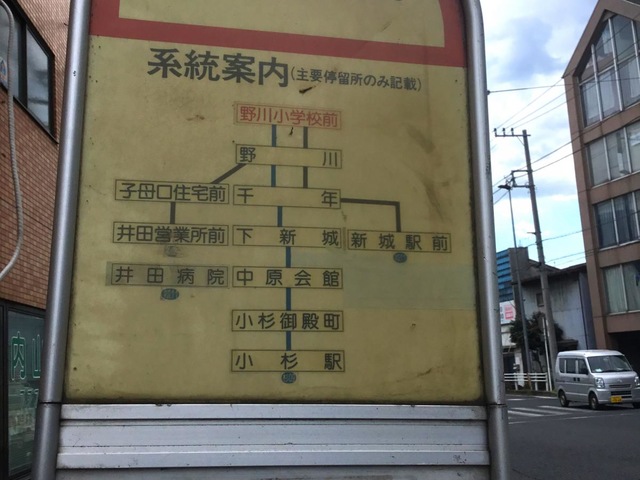 系統案内(主要停留所のみ記載)
野川小学校前
野川
子母口住宅前
千年
井田営業所前
下新城
新城駅前
井田病院
中原会館
小杉御殿町
小杉駅
内山